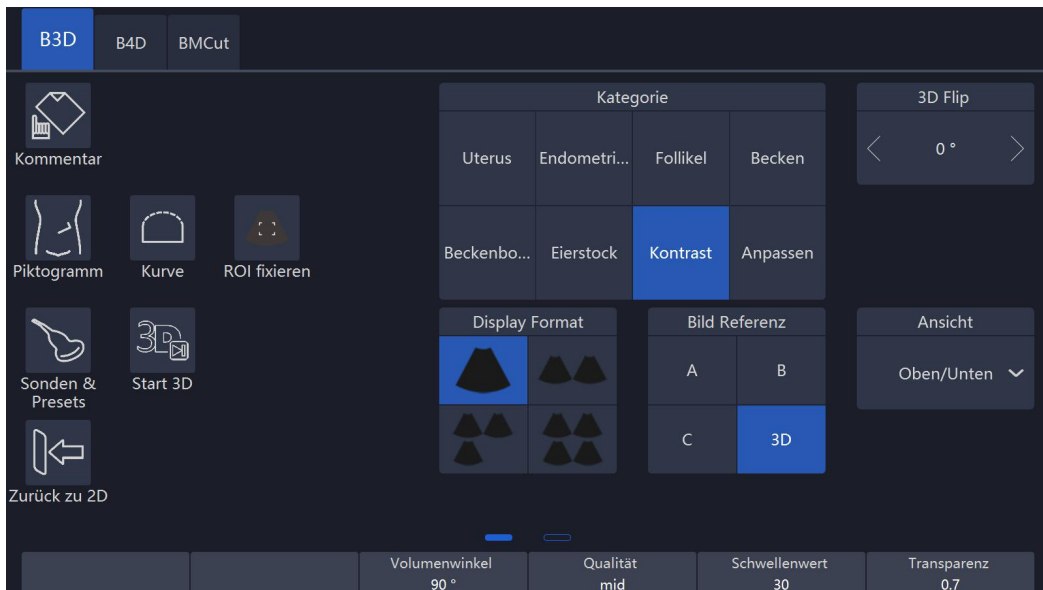 B3D
B4D
BMCut
Kommentar
Piktogramm
Kurve
ROI fixieren
Sonden &
Presets
3D
Start 3D
Zurück zu 2D
Kategorie
Uterus
Endometri...
Follikel
Becken
Beckenbo...
Eierstock
Kontrast
Anpassen
3D Flip
0 °
Display Format
Bild Referenz
A
B
C
3D
Ansicht
Oben/Unten
Volumenwinkel
90 °
Qualität
mid
Schwellenwert
30
Transparenz
0.7